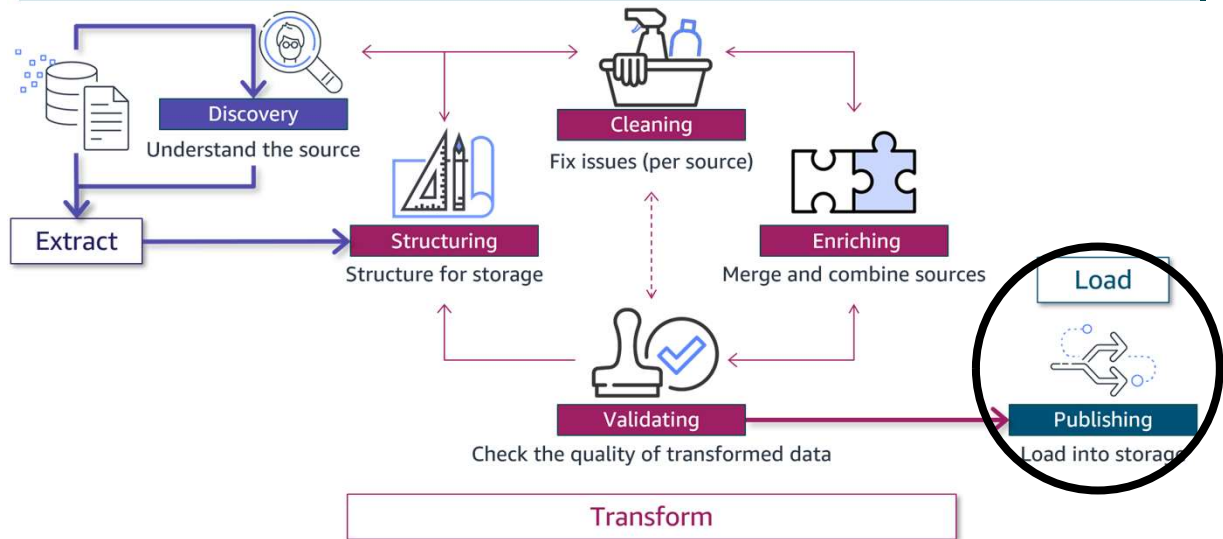 Discovery
Understand the source
Extract
Cleaning
Fix issues (per source)
Structuring
Structure for storage
Enriching
Merge and combine sources
Validating
Check the quality of transformed data
Load
Publishing
Load into storage
Transform